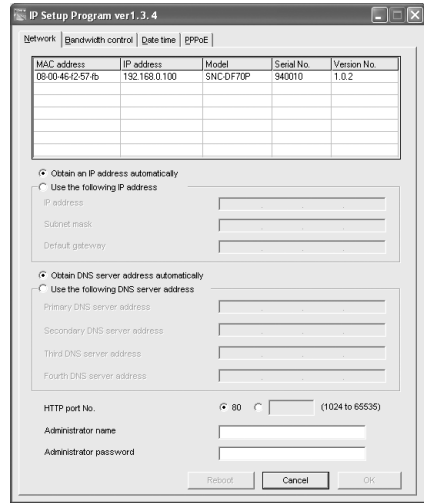 IP Setup Program ver1.3.4
Network Bandwidth control Date time PPPoE
MAC address IP address Model Serial No. Version No.
08-00-46-f2-57-fb 192.168.0.100 SNC-DF70P 940010 1.0.2
Obtain an IP address automatically
Use the following IP address
IP address
Subnet mask
Default gateway
Obtain DNS server address automatically
Use the following DNS server address
Primary DNS server address
Secondary DNS server address
Third DNS server address
Fourth DNS server address
HTTP port No. 80 (1024 to 65535)
Administrator name
Administrator password
Reboot Cancel OK